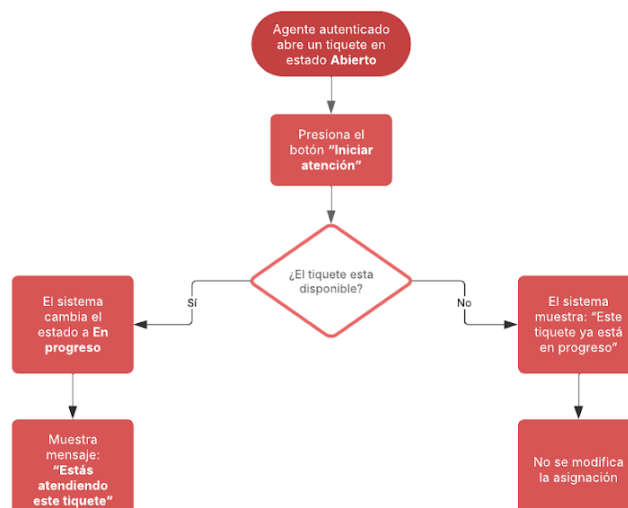 Agente autenticado
abre un tiquete en
estado Abierto
Presiona el
botón “Iniciar
atención”
¿El tiquete esta
disponible?
Sí
No
El sistema
cambia el
estado a En
progreso
El sistema
muestra: “Este
tiquete ya está
en progreso”
Muestra
mensaje:
“Estás
atendiendo
este tiquete”
No se modifica
la asignación